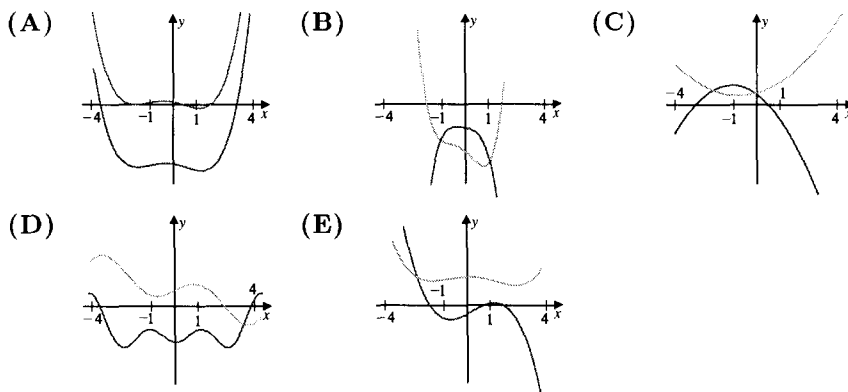 (A) y (B) y (C) y
−4 −1 1 4 x −4 −1 1 4 x −4 −1 1 4 x
(D) y (E) y
−4 −1 1 4 x −4 −1 1 4 x